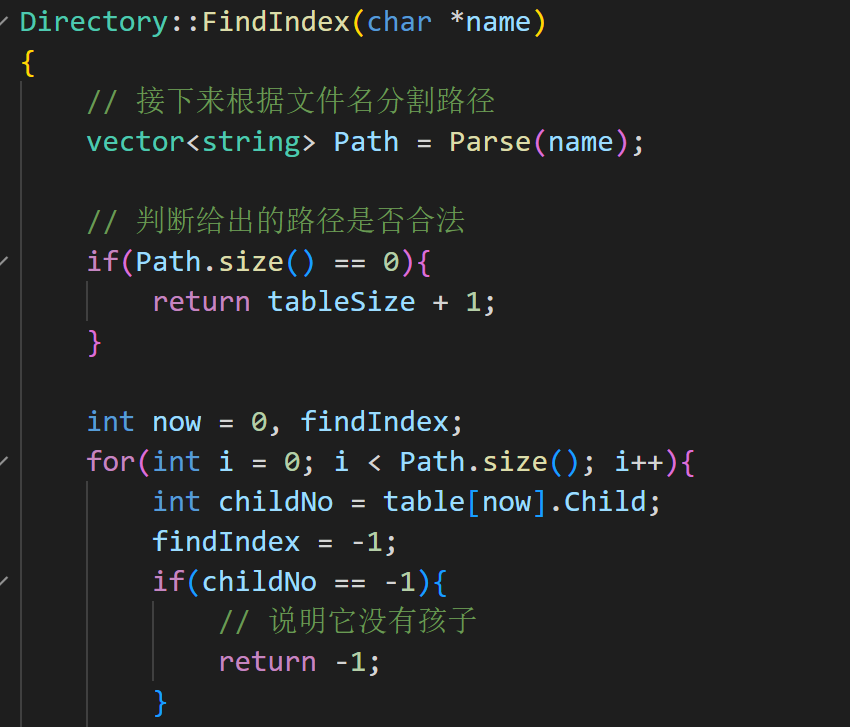 Directory::FindIndex(char *name)
{
// 接下来根据文件名分割路径
vector<string> Path = Parse(name);
// 判断给出的路径是否合法
if(Path.size() == 0){
return tableSize + 1;
}
int now = 0, findIndex;
for(int i = 0; i < Path.size(); i++){
int childNo = table[now].Child;
findIndex = -1;
if(childNo == -1){
// 说明它没有孩子
return -1;
}